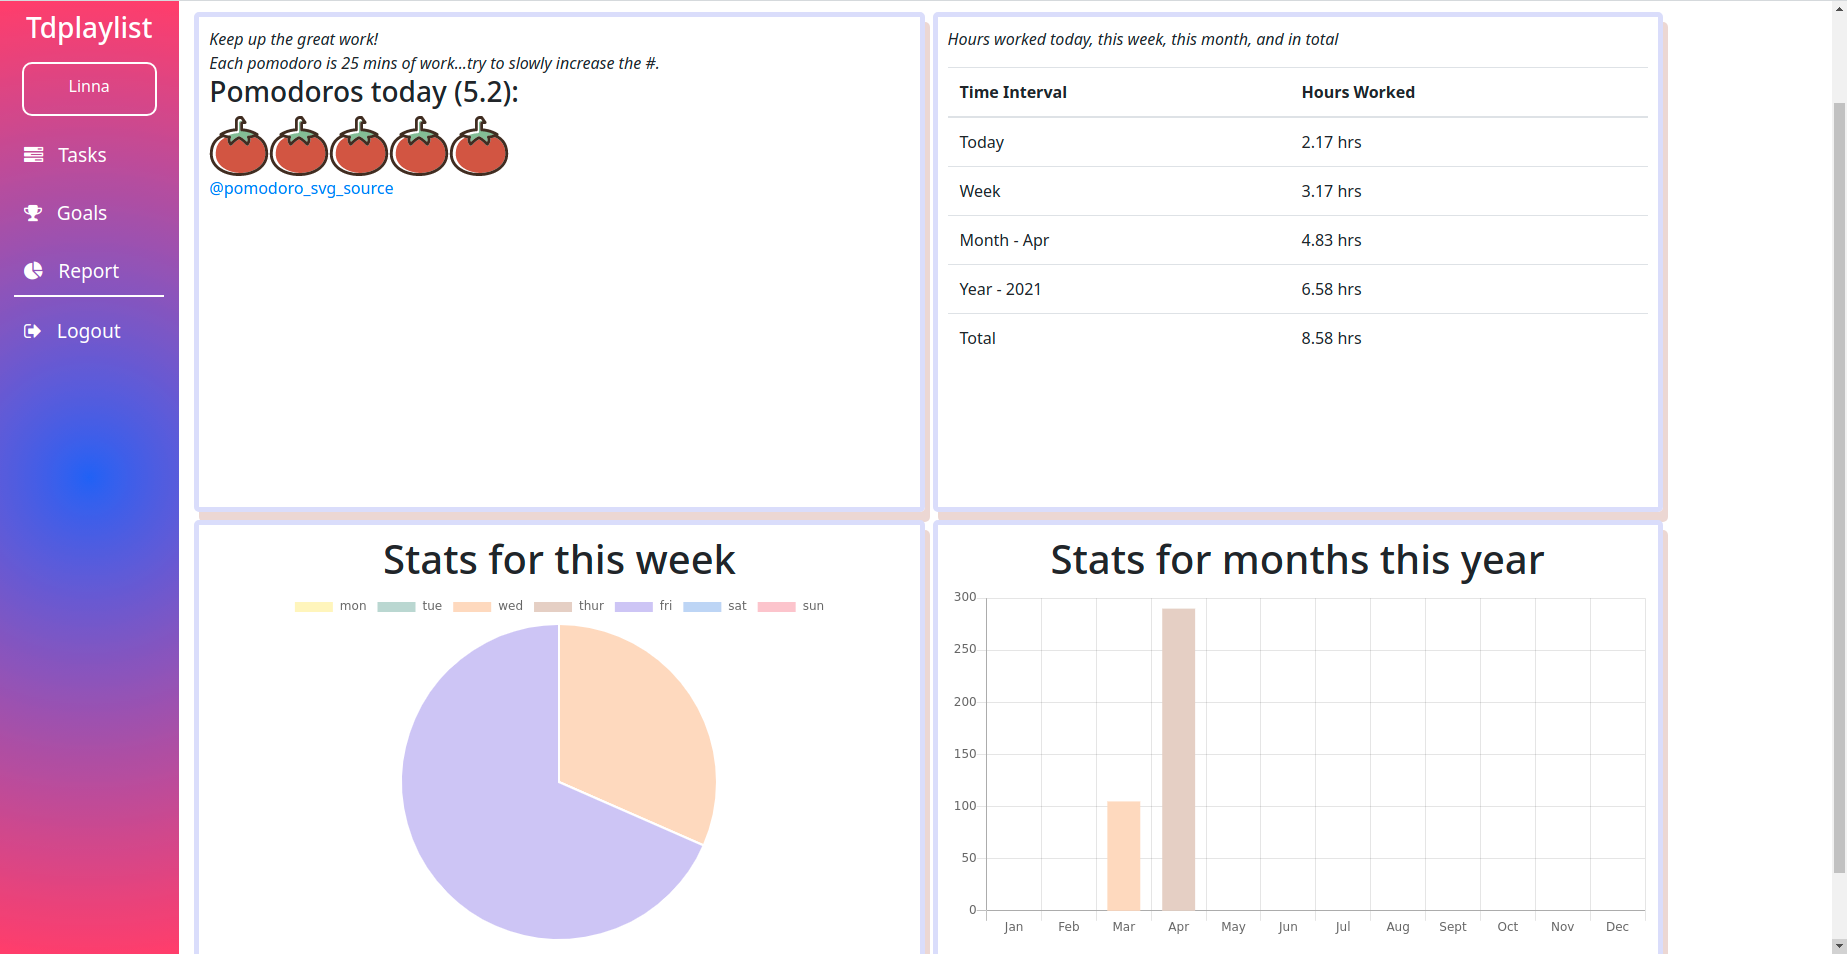 Tdplaylist
Linna
Tasks
Goals
Report
Logout
Keep up the great work!
Each pomodoro is 25 mins of work...try to slowly increase the #.
Pomodoros today (5.2):
@pomodoro_svg_source
Hours worked today, this week, this month, and in total
Time Interval Hours Worked
Today 2.17 hrs
Week 3.17 hrs
Month - Apr 4.83 hrs
Year - 2021 6.58 hrs
Total 8.58 hrs
Stats for this week
mon tue wed thur fri sat sun
Stats for months this year
300
250
200
150
100
50
0
Jan Feb Mar Apr May Jun Jul Aug Sept Oct Nov Dec